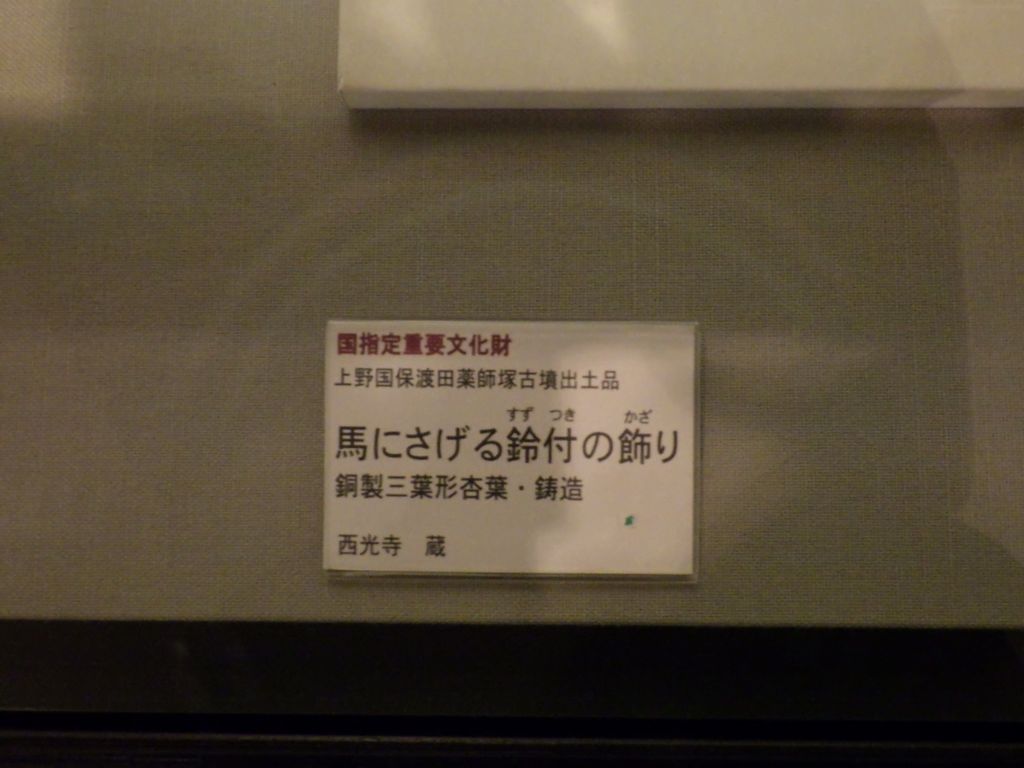 国指定重要文化財
上野国保渡田薬師塚古墳出土品
すず つき かざ
馬にさげる鈴付の飾り
銅製三葉形杏葉・鋳造
西光寺 蔵